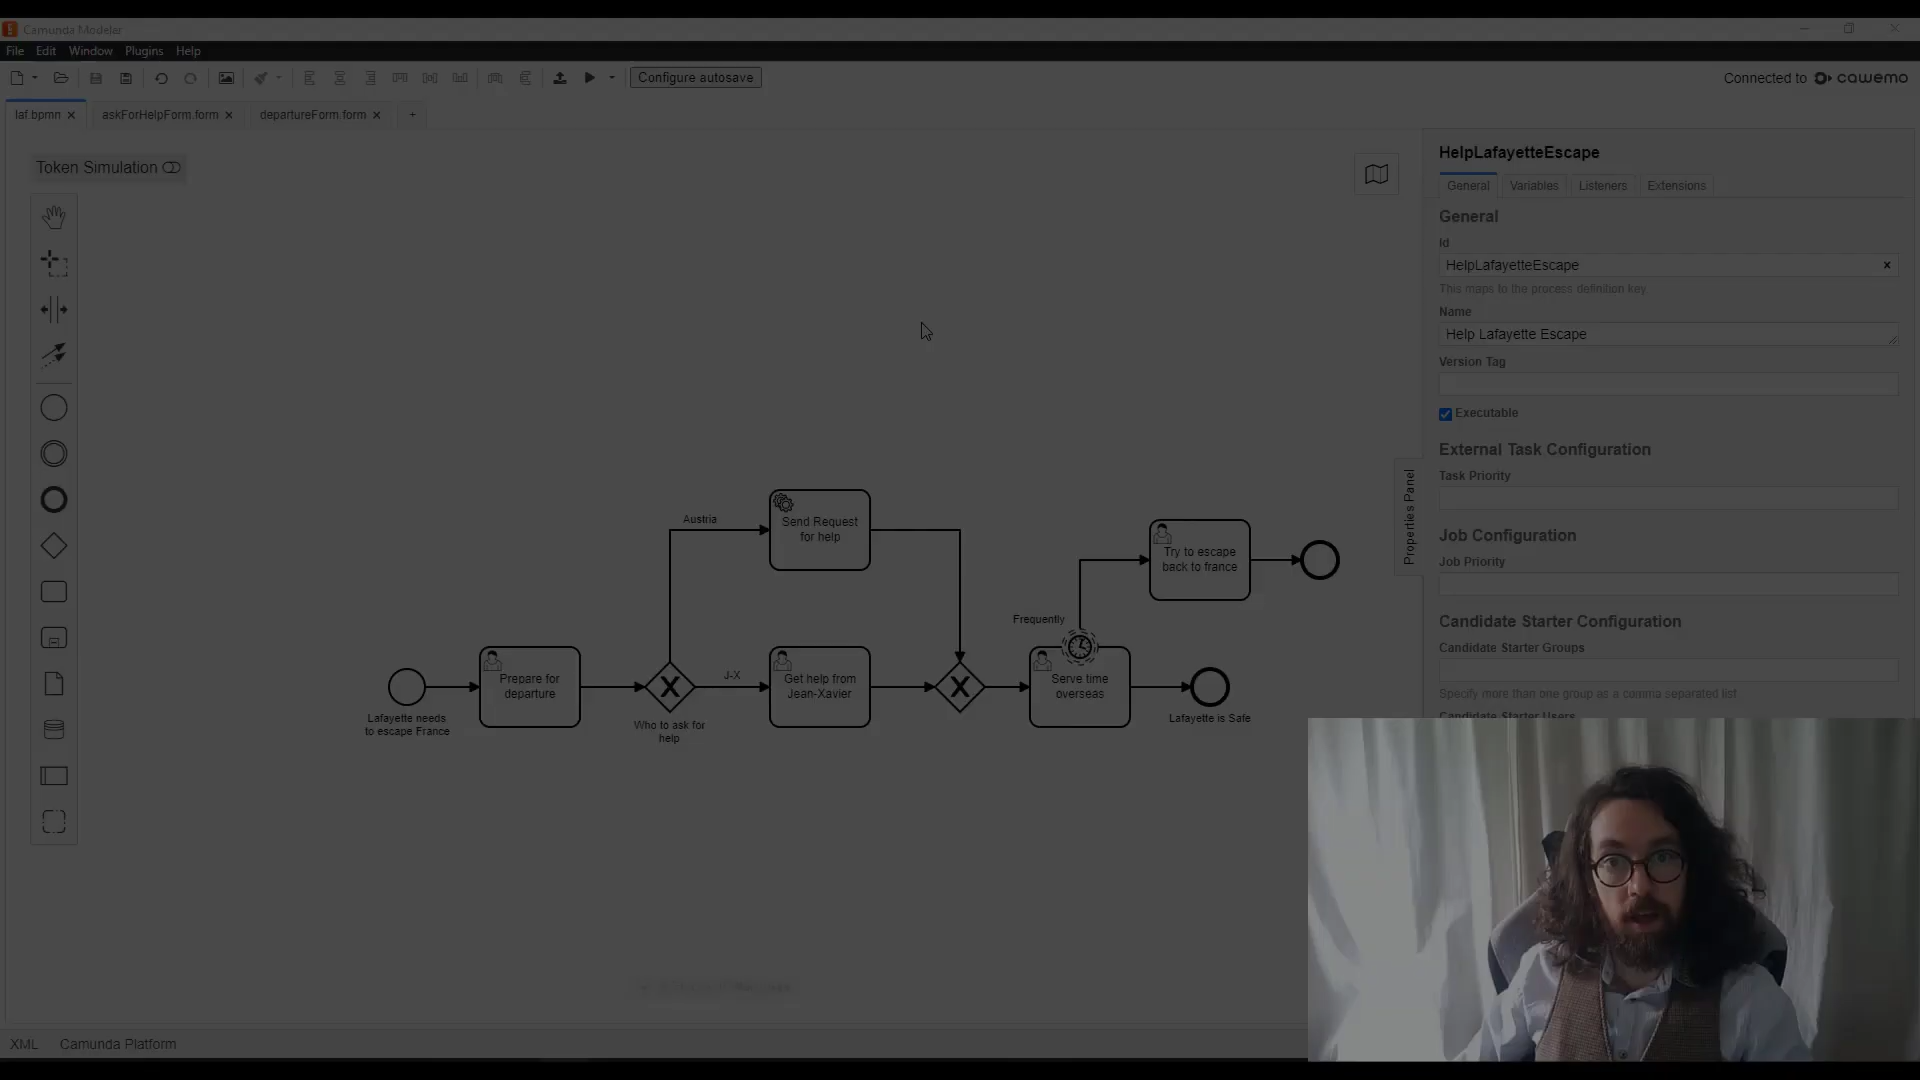 Camunda Modeler
File Edit Window Plugins Help
Configure autosave
Connected to cawemo
laf.bpmn
askForHelpForm.form
departureForm.form
+
Token Simulation
HelpLafayetteEscape
General Variables Listeners Extensions
General
Id
HelpLafayetteEscape
This maps to the process definition key.
Name
Help Lafayette Escape
Version Tag
Executable
External Task Configuration
Task Priority
Job Configuration
Job Priority
Candidate Starter Configuration
Candidate Starter Groups
Specify more than one group as a comma separated list.
Candidate Starter Users
Properties Panel
Austria
Send Request
for help
Try to escape
back to france
Frequently
Lafayette needs
to escape France
Prepare for
departure
Who to ask for
help
J-X
Get help from
Jean-Xavier
Serve time
overseas
Lafayette is Safe
XML Camunda Platform